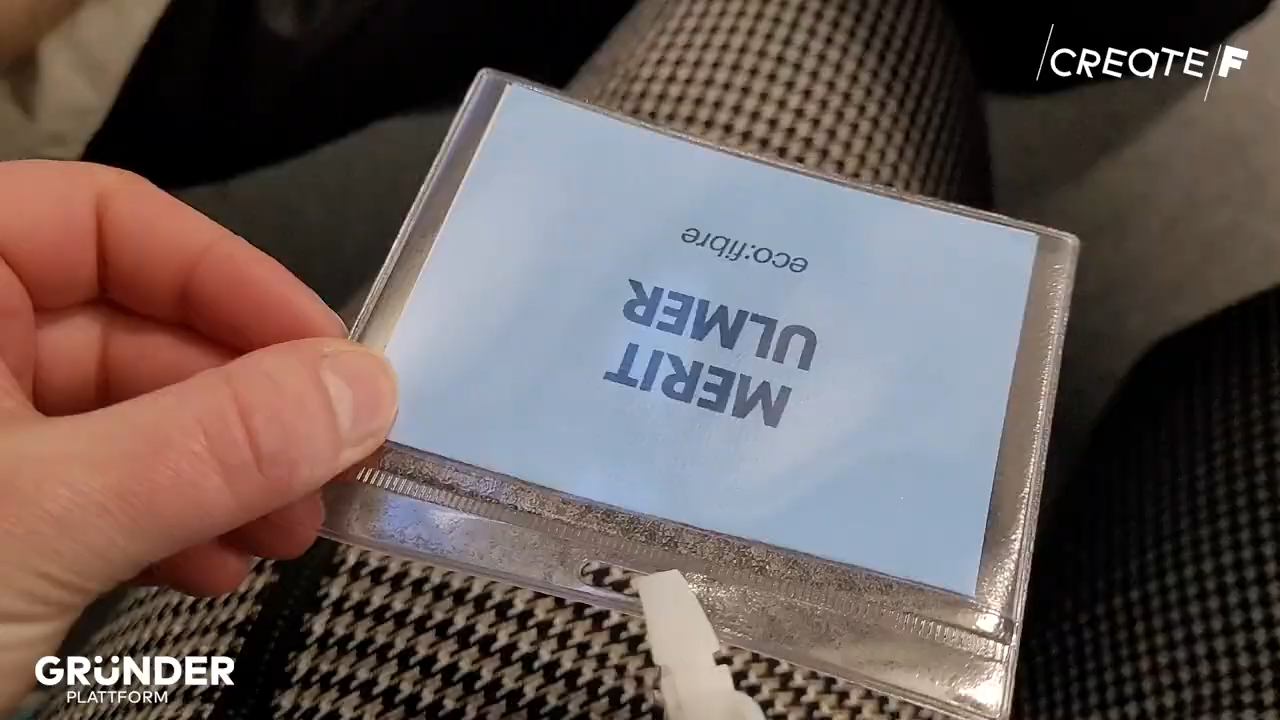 CREATE F
MERIT
ULMER
eco:fibre
GRÜNDER
PLATTFORM